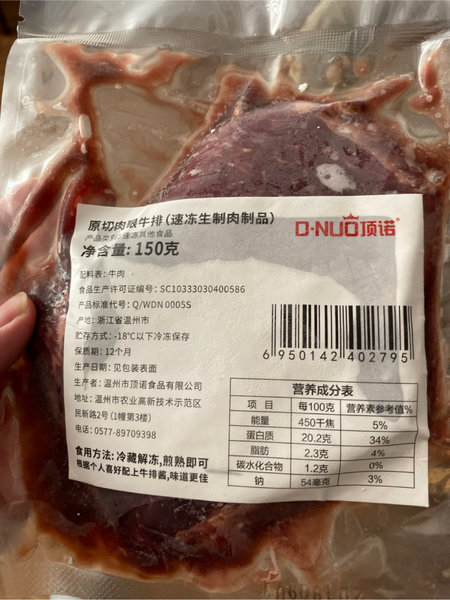 原切肉眼牛排(速冻生制肉制品)
产品类别:速冻其他食品
净含量: 150克
D·NUO顶诺®
配料表: 牛肉
食品生产许可证编号: SC10333030400586
产品标准代号: Q/WDN 0005S
产地: 浙江省温州市
贮存方式: -18℃以下冷冻保存
保质期: 12个月
生产日期: 见包装表面
生产者: 温州市顶诺食品有限公司
地址: 温州市农业高新技术示范区
民新路2号 (1幢第3楼)
电话: 0577-89709398
食用方法: 冷藏解冻,煎熟即可
根据个人喜好配上牛排酱,味道更佳
6 950142 402795
营养成分表
项 目 每100克 营养素参考值%
能量 450千焦 5%
蛋白质 20.2克 34%
脂肪 2.3克 4%
碳水化合物 1.2克 0%
钠 54毫克 3%